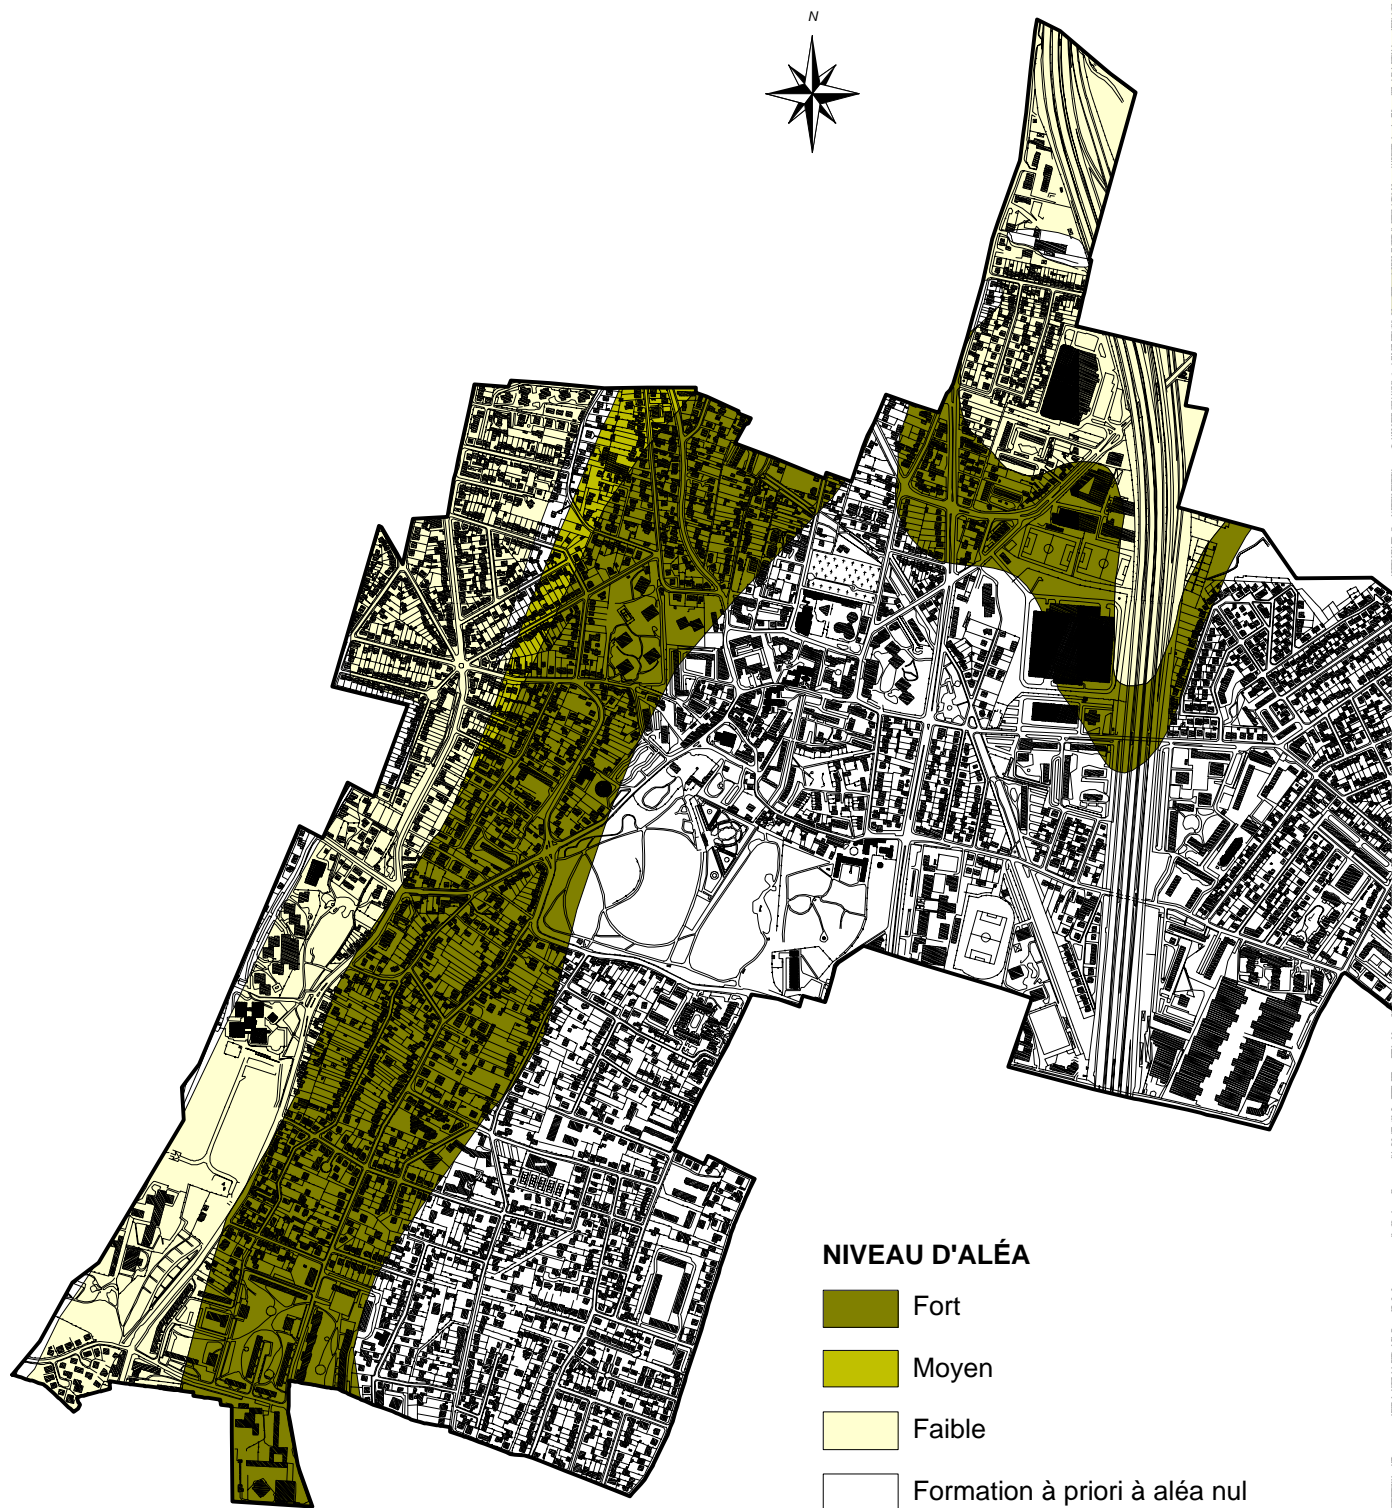 N
NIVEAU D'ALÉA
Fort
Moyen
Faible
Formation à priori à aléa nul